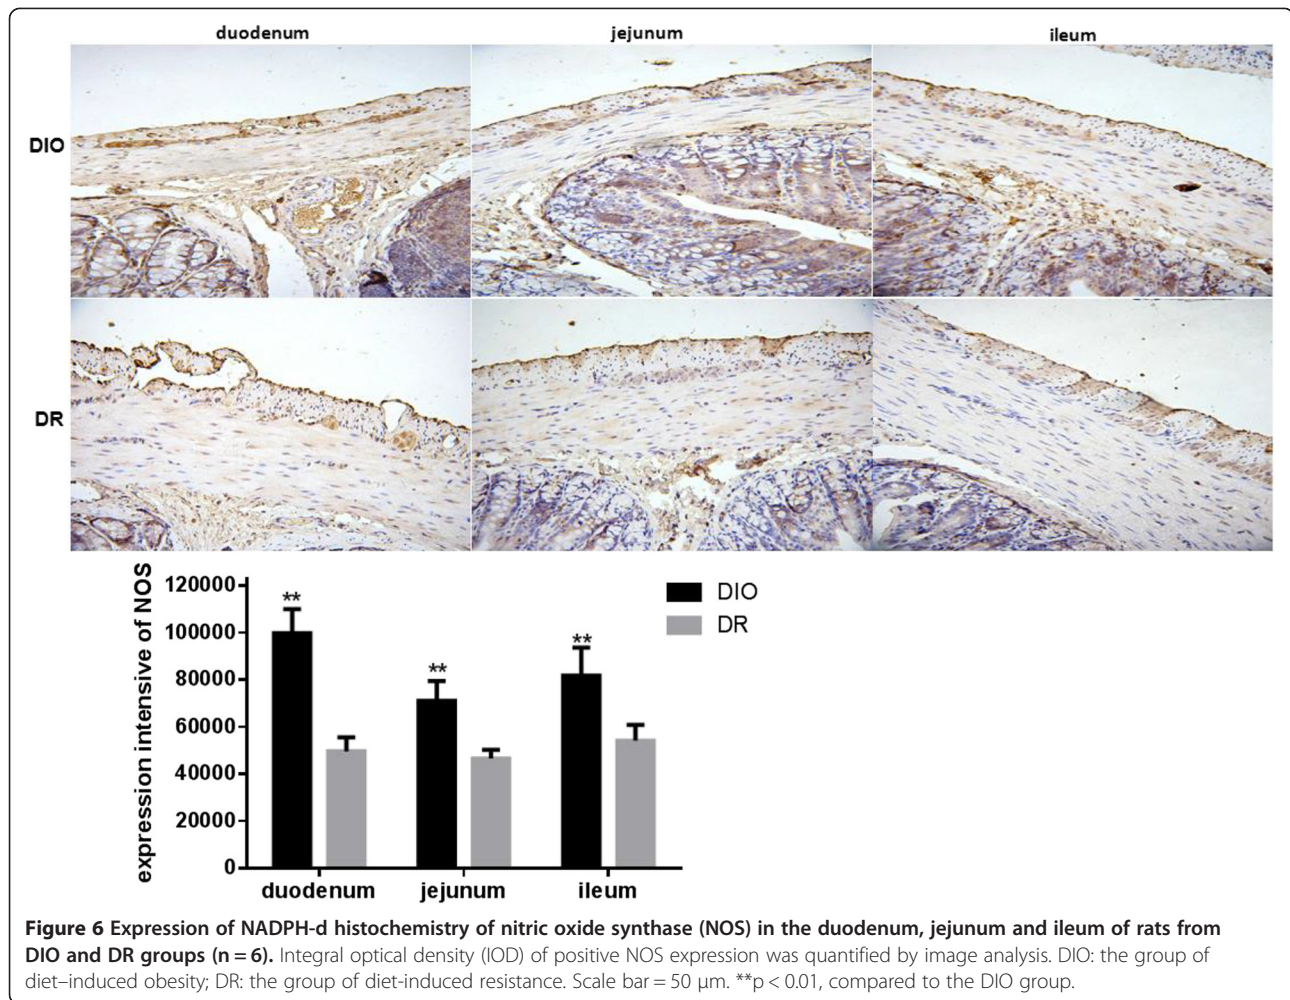 duodenum jejunum ileum
DIO
DR
expression intensive of NOS
120000
100000
80000
60000
40000
20000
0
** ** **
DIO
DR
duodenum jejunum ileum
Figure 6 Expression of NADPH-d histochemistry of nitric oxide synthase (NOS) in the duodenum, jejunum and ileum of rats from
DIO and DR groups (n = 6). Integral optical density (IOD) of positive NOS expression was quantified by image analysis. DIO: the group of
diet–induced obesity; DR: the group of diet-induced resistance. Scale bar = 50 μm. **p < 0.01, compared to the DIO group.